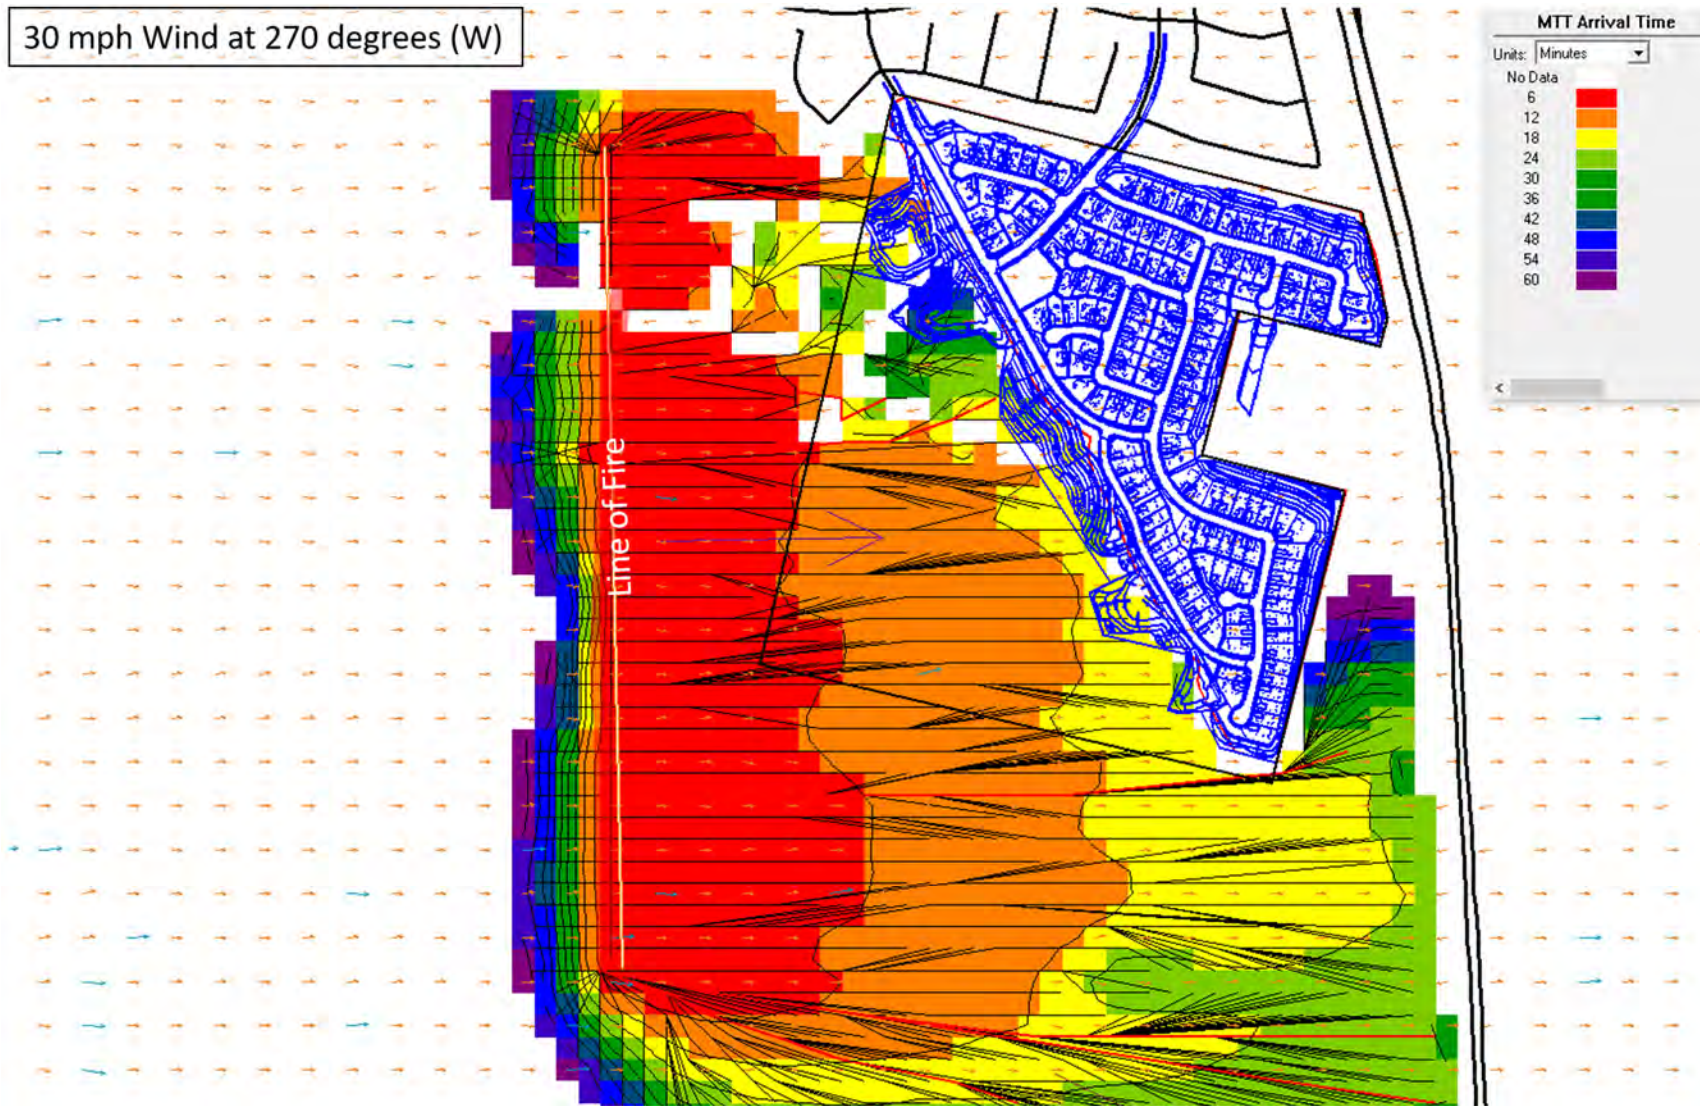 30 mph Wind at 270 degrees (W)
MTT Arrival Time
Units: Minutes
No Data
6
12
18
24
30
36
42
48
54
60
<
Line of Fire